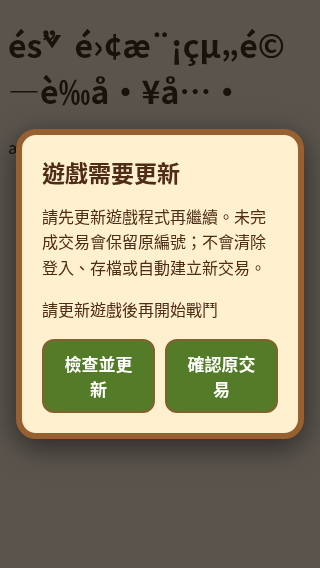 遊戲需要更新
請先更新遊戲程式再繼續。未完
成交易會保留原編號；不會清除
登入、存檔或自動建立新交易。
請更新遊戲後再開始戰鬥
檢查並更
新
確認原交
易